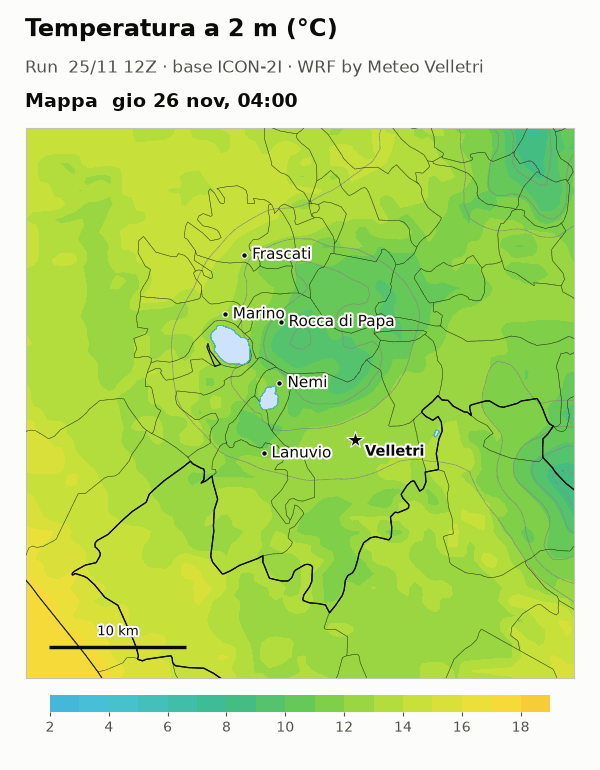 Temperatura a 2 m (°C)
Run  25/11 12Z · base ICON-2I · WRF by Meteo Velletri
Mappa  gio 26 nov, 04:00
Frascati
Marino
Rocca di Papa
Nemi
Velletri
Lanuvio
10 km
2 4 6 8 10 12 14 16 18